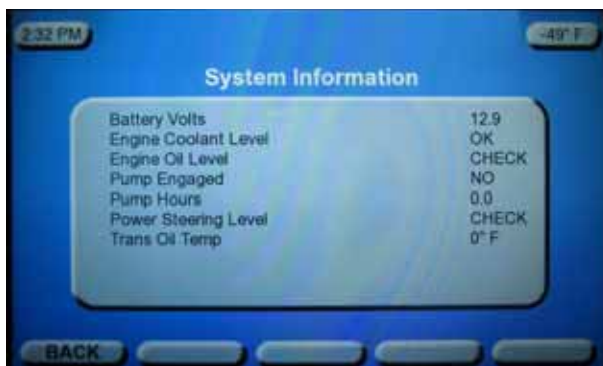 2:32 PM
-49° F
System Information
Battery Volts 12.9
Engine Coolant Level OK
Engine Oil Level CHECK
Pump Engaged NO
Pump Hours 0.0
Power Steering Level CHECK
Trans Oil Temp 0° F
BACK